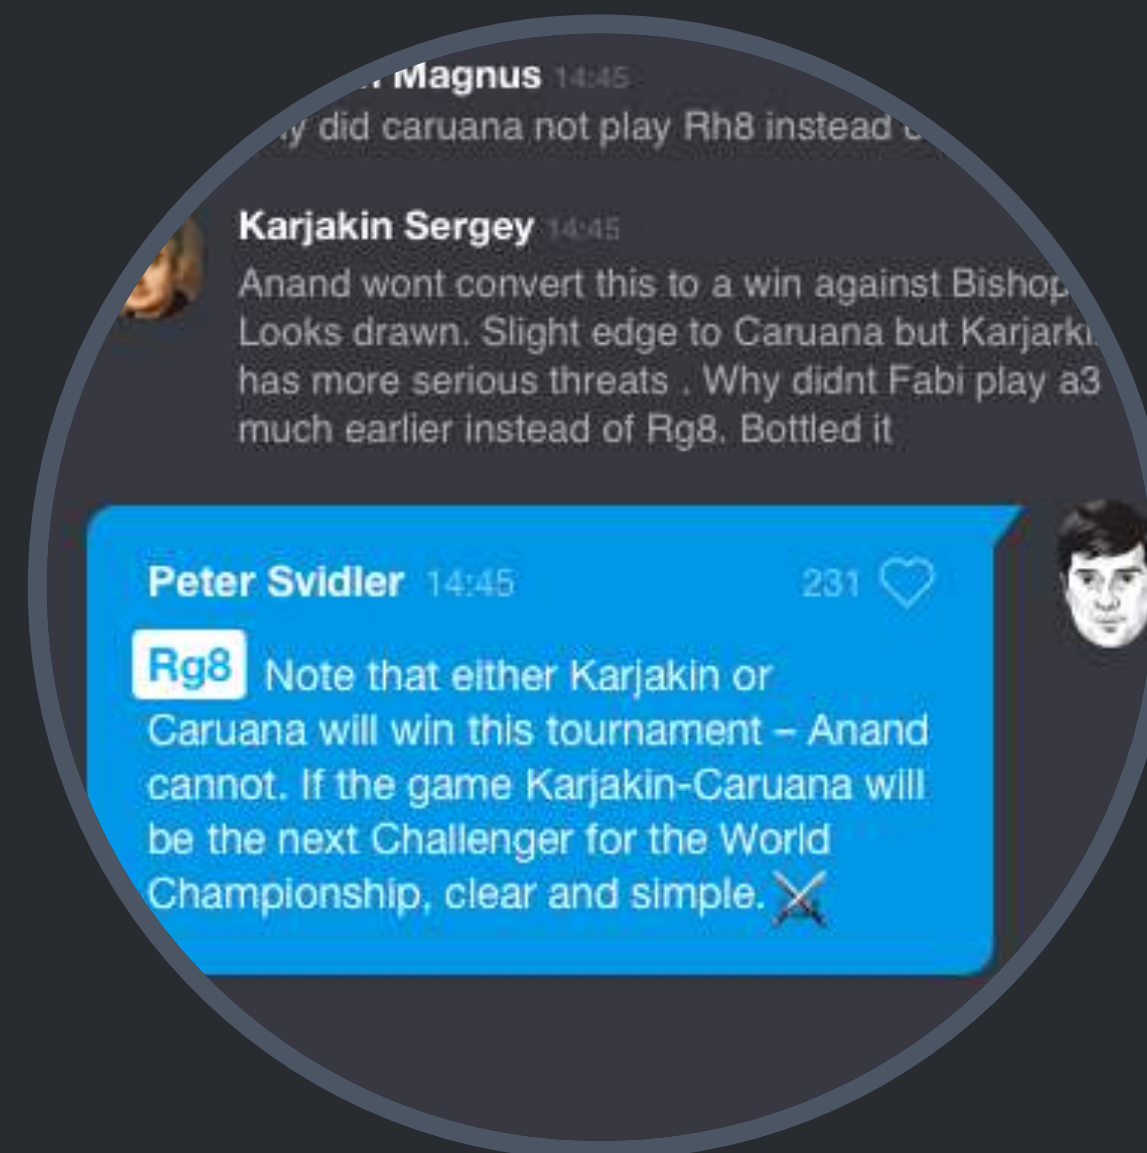 Magnus 14:45
did caruana not play Rh8 instead
Karjakin Sergey 14:45
Anand wont convert this to a win against Bishop
Looks drawn. Slight edge to Caruana but
has more serious threats . Why didnt Fabi play a3
much earlier instead of Rg8. Bottled it
Peter Svidler 14:45 231
Rg8 Note that either Karjakin or
Caruana will win this tournament – Anand
cannot. If the game Karjakin-Caruana will
be the next Challenger for the World
Championship, clear and simple.